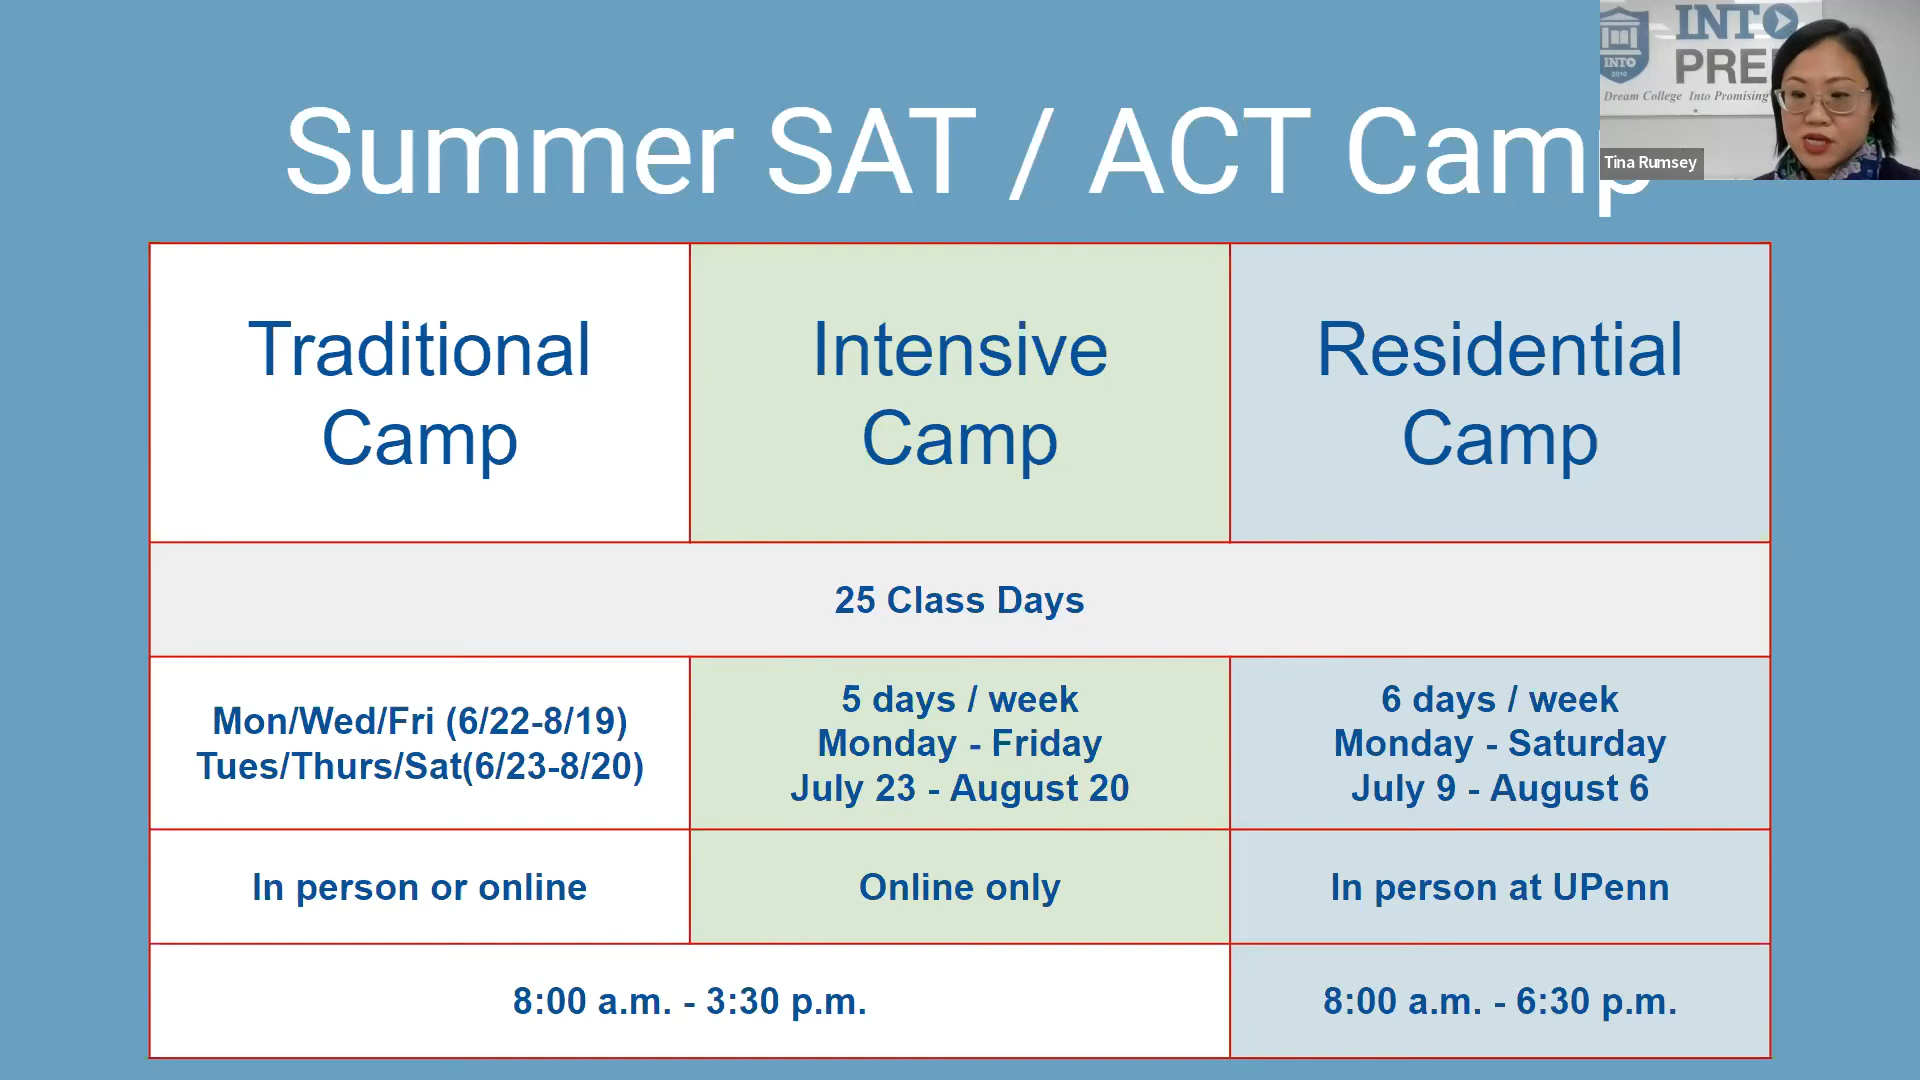 Summer SAT / ACT Camp
INTO
PRE
Dream College Into Promising
INTO
2010
Tina Rumsey
Traditional
Camp
Intensive
Camp
Residential
Camp
25 Class Days
Mon/Wed/Fri (6/22-8/19)
Tues/Thurs/Sat(6/23-8/20)
5 days / week
Monday - Friday
July 23 - August 20
6 days / week
Monday - Saturday
July 9 - August 6
In person or online
Online only
In person at UPenn
8:00 a.m. - 3:30 p.m.
8:00 a.m. - 6:30 p.m.